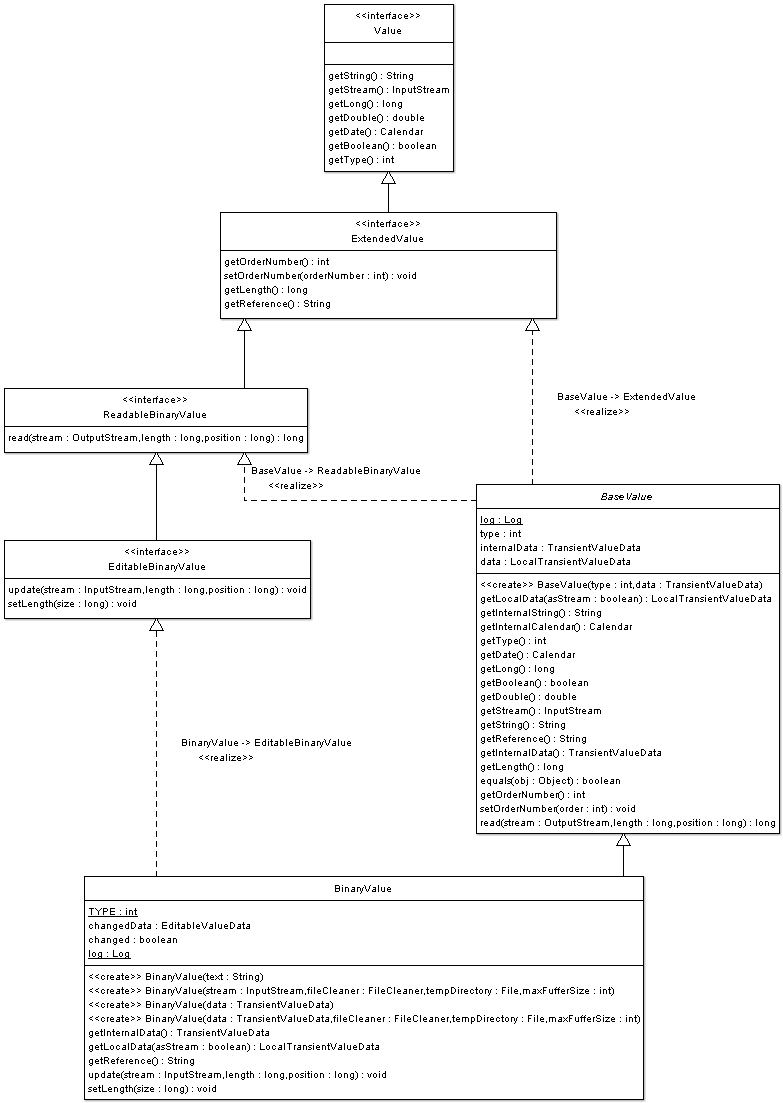 <<interface>>
Value
getString() : String
getStream() : InputStream
getLong() : long
getDouble() : double
getDate() : Calendar
getBoolean() : boolean
getType() : int
<<interface>>
ExtendedValue
getOrderNumber() : int
setOrderNumber(orderNumber : int) : void
getLength() : long
getReference() : String
<<interface>>
ReadableBinaryValue
read(stream : OutputStream,length : long,position : long) : long
BaseValue -> ExtendedValue
<<realize>>
BaseValue -> ReadableBinaryValue
<<realize>>
<<interface>>
EditableBinaryValue
update(stream : InputStream,length : long,position : long) : void
setLength(size : long) : void
BaseValue
log : Log
type : int
internalData : TransientValueData
data : LocalTransientValueData
<<create>> BaseValue(type : int,data : TransientValueData)
getLocalData(asStream : boolean) : LocalTransientValueData
getInternalString() : String
getInternalCalendar() : Calendar
getType() : int
getDate() : Calendar
getLong() : long
getBoolean() : boolean
getDouble() : double
getStream() : InputStream
getString() : String
getReference() : String
getInternalData() : TransientValueData
getLength() : long
equals(obj : Object) : boolean
getOrderNumber() : int
setOrderNumber(order : int) : void
read(stream : OutputStream,length : long,position : long) : long
BinaryValue -> EditableBinaryValue
<<realize>>
BinaryValue
TYPE : int
changedData : EditableValueData
changed : boolean
log : Log
<<create>> BinaryValue(text : String)
<<create>> BinaryValue(stream : InputStream,fileCleaner : FileCleaner,tempDirectory : File,maxFufferSize : int)
<<create>> BinaryValue(data : TransientValueData)
<<create>> BinaryValue(data : TransientValueData,fileCleaner : FileCleaner,tempDirectory : File,maxFufferSize : int)
getInternalData() : TransientValueData
getLocalData(asStream : boolean) : LocalTransientValueData
getReference() : String
update(stream : InputStream,length : long,position : long) : void
setLength(size : long) : void